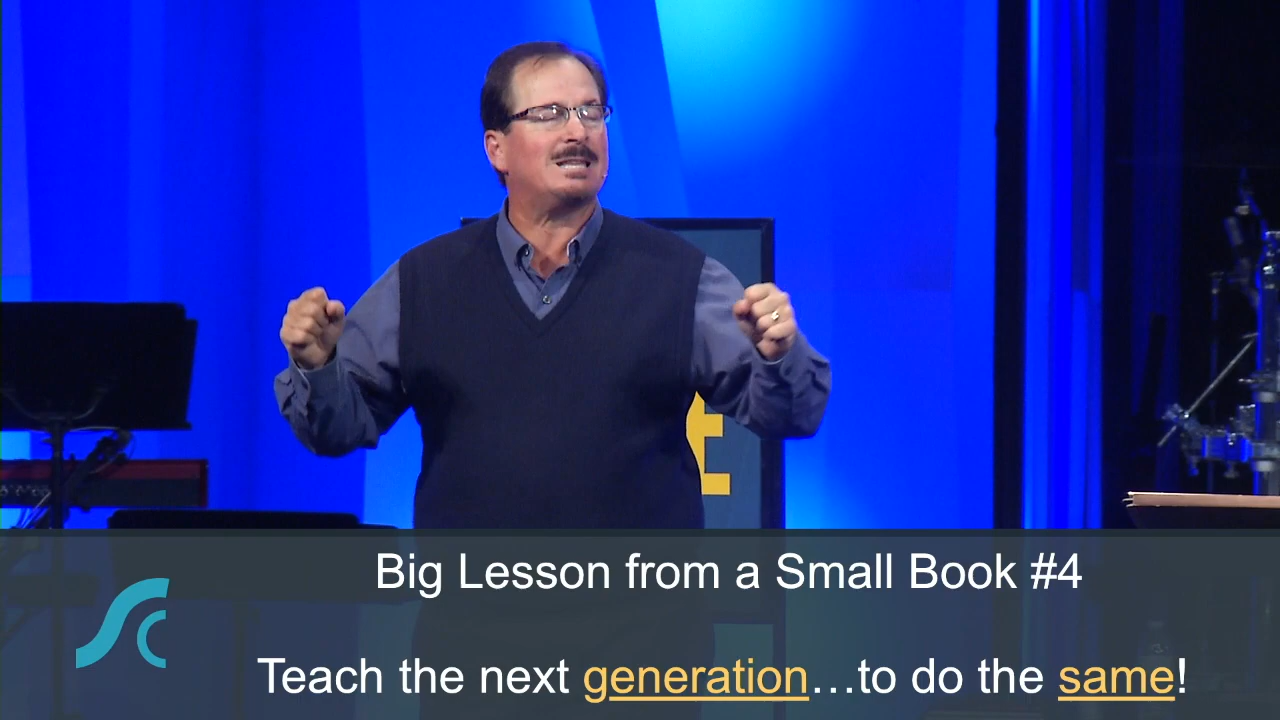 Big Lesson from a Small Book #4
Teach the next generation…to do the same!